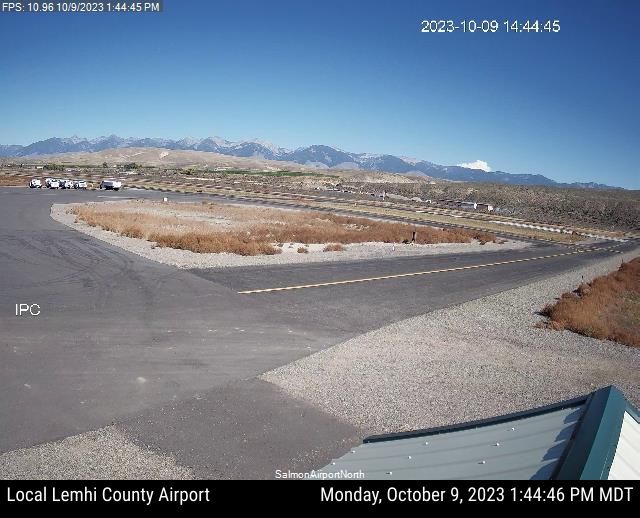 FPS: 10.96 10/9/2023 1:44:45 PM
2023-10-09 14:44:45
IPC
SalmonAirportNorth
Local Lemhi County Airport Monday, October 9, 2023 1:44:46 PM MDT